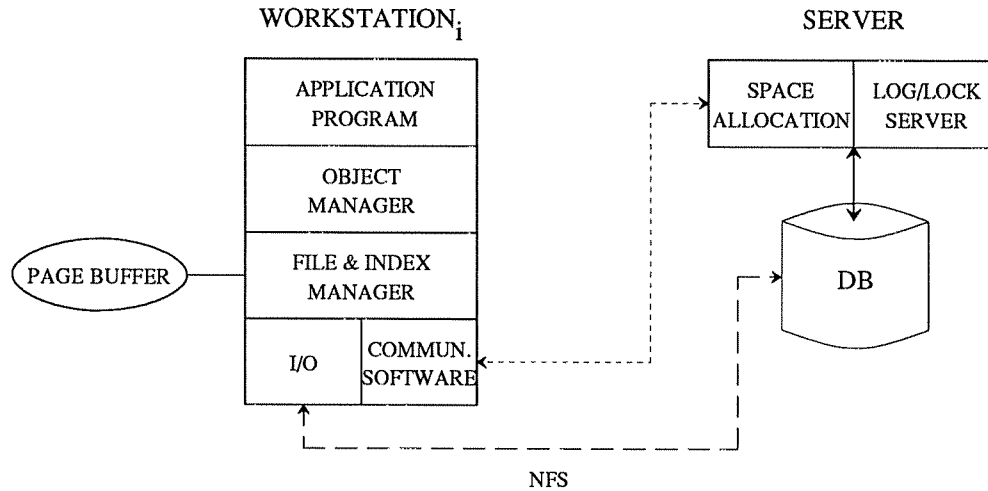 WORKSTATION i
SERVER
APPLICATION
PROGRAM
OBJECT
MANAGER
FILE & INDEX
MANAGER
I/O
COMMUN.
SOFTWARE
PAGE BUFFER
SPACE
ALLOCATION
LOG/LOCK
SERVER
DB
NFS